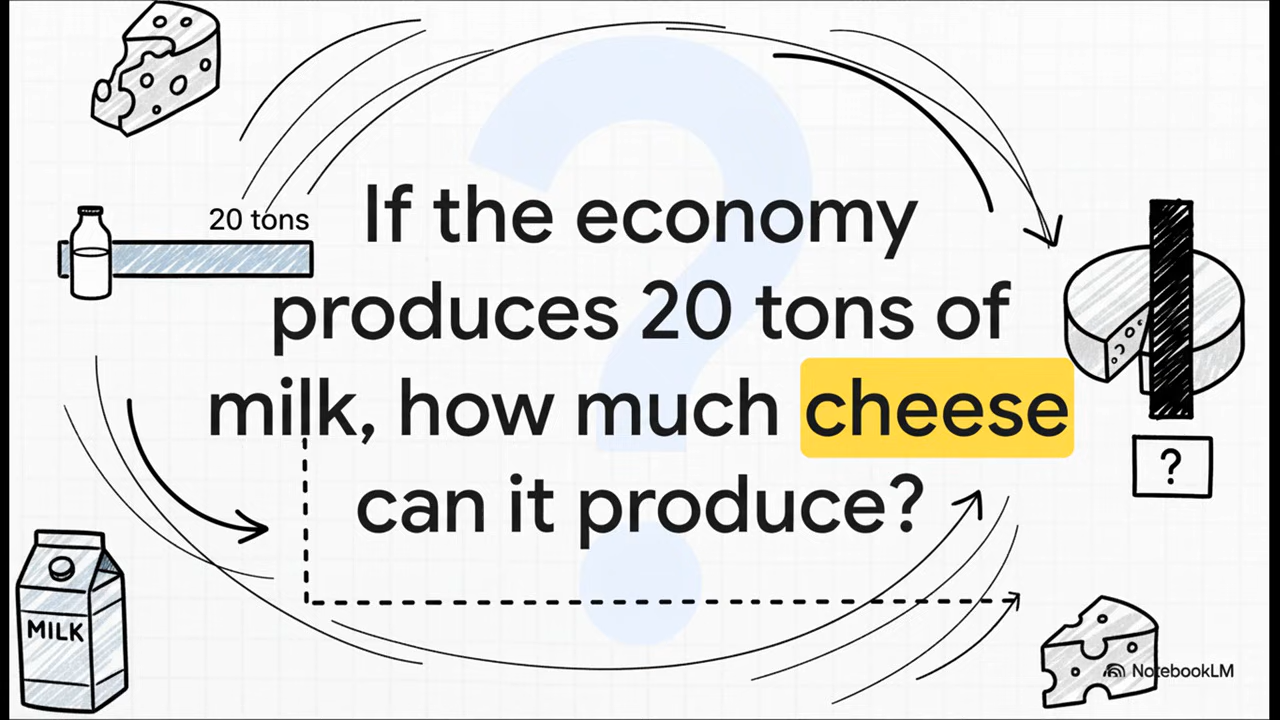 20 tons
If the economy
produces 20 tons of
milk, how much cheese
can it produce?
?
MILK
NotebookLM